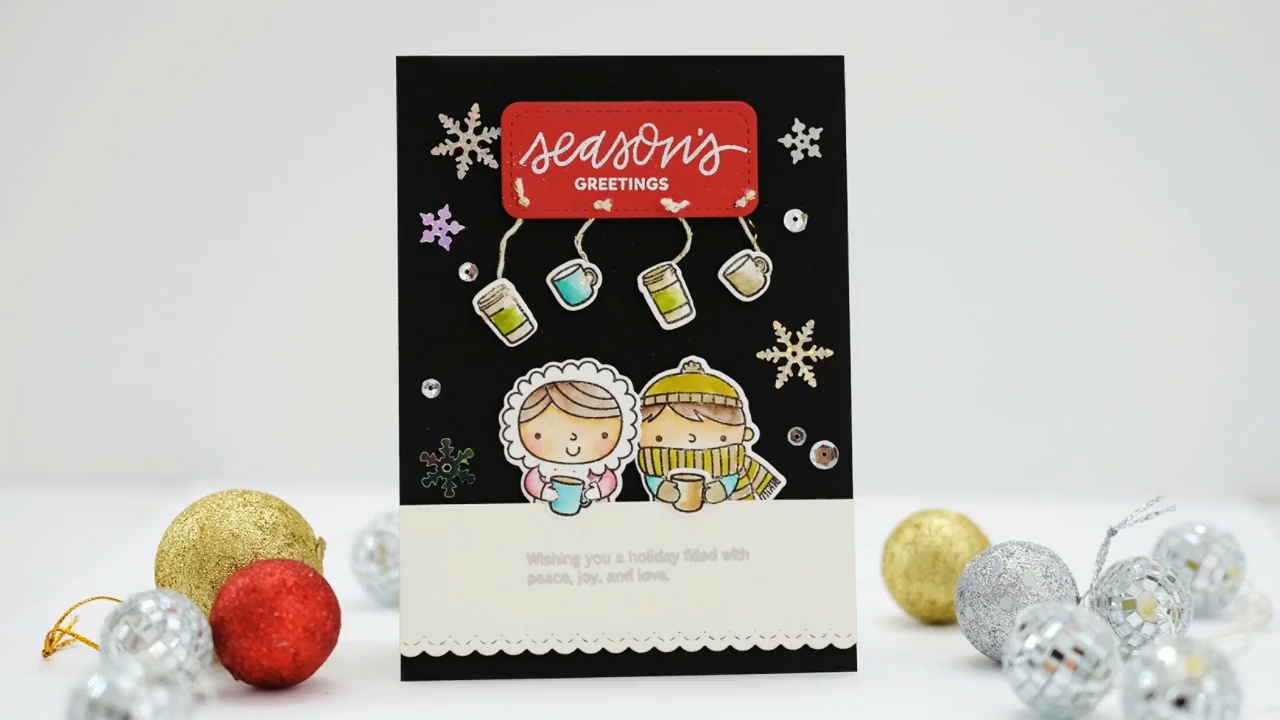 season's
GREETINGS
Wishing you a holiday filled with
peace, joy, and love.